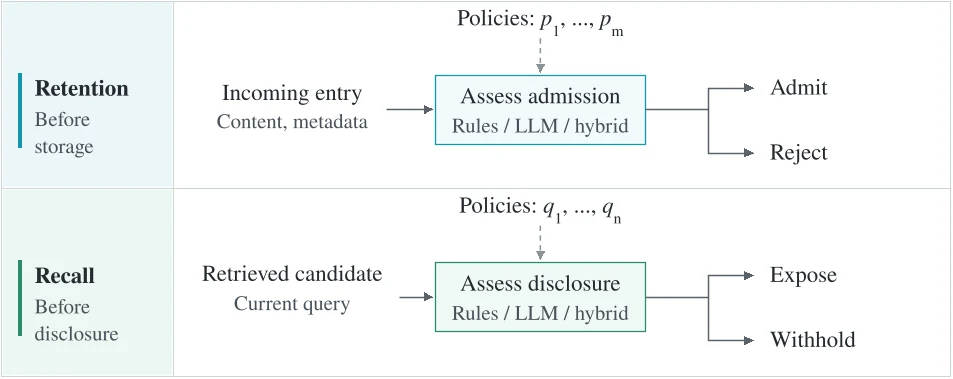 Policies: p1, ..., pm
Retention
Before
storage
Incoming entry
Content, metadata
Assess admission
Rules / LLM / hybrid
Admit
Reject
Policies: q1, ..., qn
Recall
Before
disclosure
Retrieved candidate
Current query
Assess disclosure
Rules / LLM / hybrid
Expose
Withhold